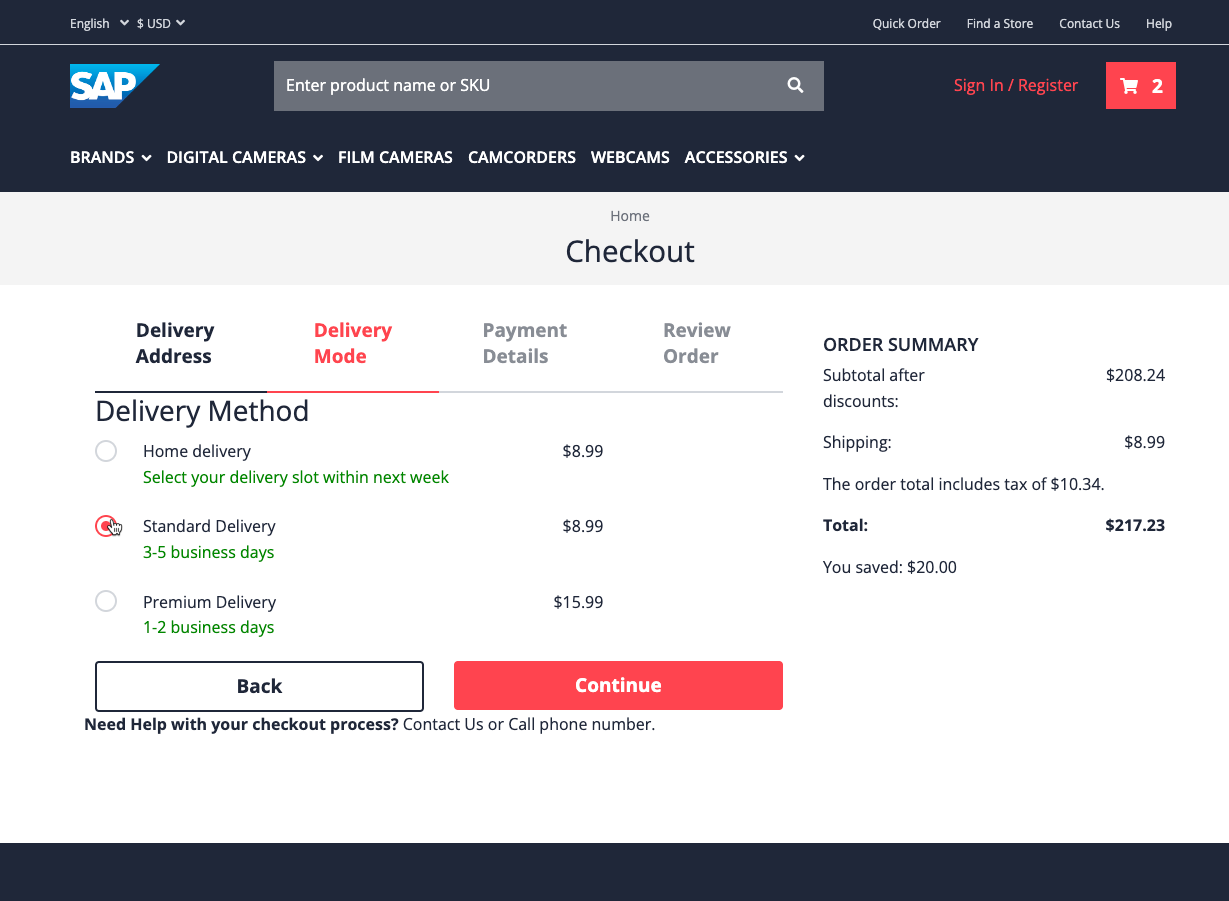 English $ USD Quick Order Find a Store Contact Us Help
SAP Enter product name or SKU Sign In / Register 2
BRANDS DIGITAL CAMERAS FILM CAMERAS CAMCORDERS WEBCAMS ACCESSORIES
Home
Checkout
Delivery Address
Delivery Mode
Payment Details
Review Order
Delivery Method
Home delivery $8.99
Select your delivery slot within next week
Standard Delivery $8.99
3-5 business days
Premium Delivery $15.99
1-2 business days
Back Continue
Need Help with your checkout process? Contact Us or Call phone number.
ORDER SUMMARY
Subtotal after $208.24
discounts:
Shipping: $8.99
The order total includes tax of $10.34.
Total: $217.23
You saved: $20.00